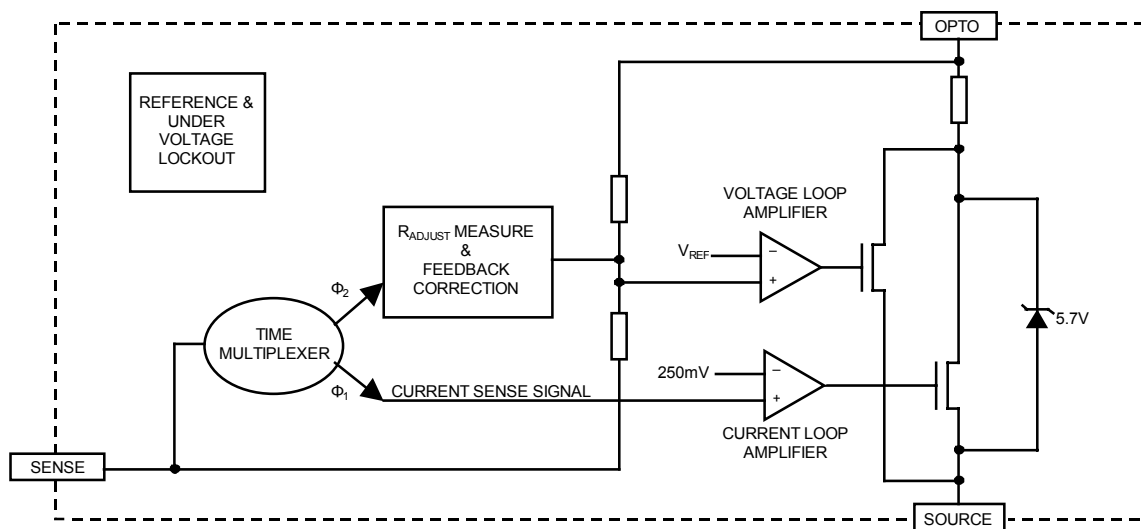 OPTO
REFERENCE &
UNDER
VOLTAGE
LOCKOUT
VOLTAGE LOOP
AMPLIFIER
RADJUST MEASURE
&
FEEDBACK
CORRECTION
VREF
–
+
Φ2
TIME
MULTIPLEXER
5.7V
250mV
–
+
Φ1
CURRENT SENSE SIGNAL
CURRENT LOOP
AMPLIFIER
SENSE
SOURCE